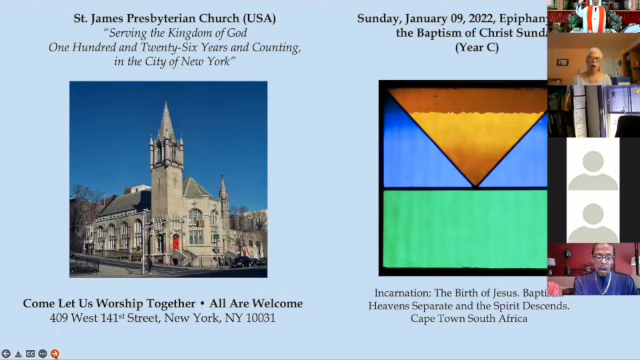 St. James Presbyterian Church (USA)
“Serving the Kingdom of God
One Hundred and Twenty-Six Years and Counting,
in the City of New York”
Come Let Us Worship Together • All Are Welcome
409 West 141st Street, New York, NY 10031
Sunday, January 09, 2022, Epiphany
the Baptism of Christ Sunda
(Year C)
Incarnation: The Birth of Jesus. Bapti
Heavens Separate and the Spirit Descends.
Cape Town South Africa